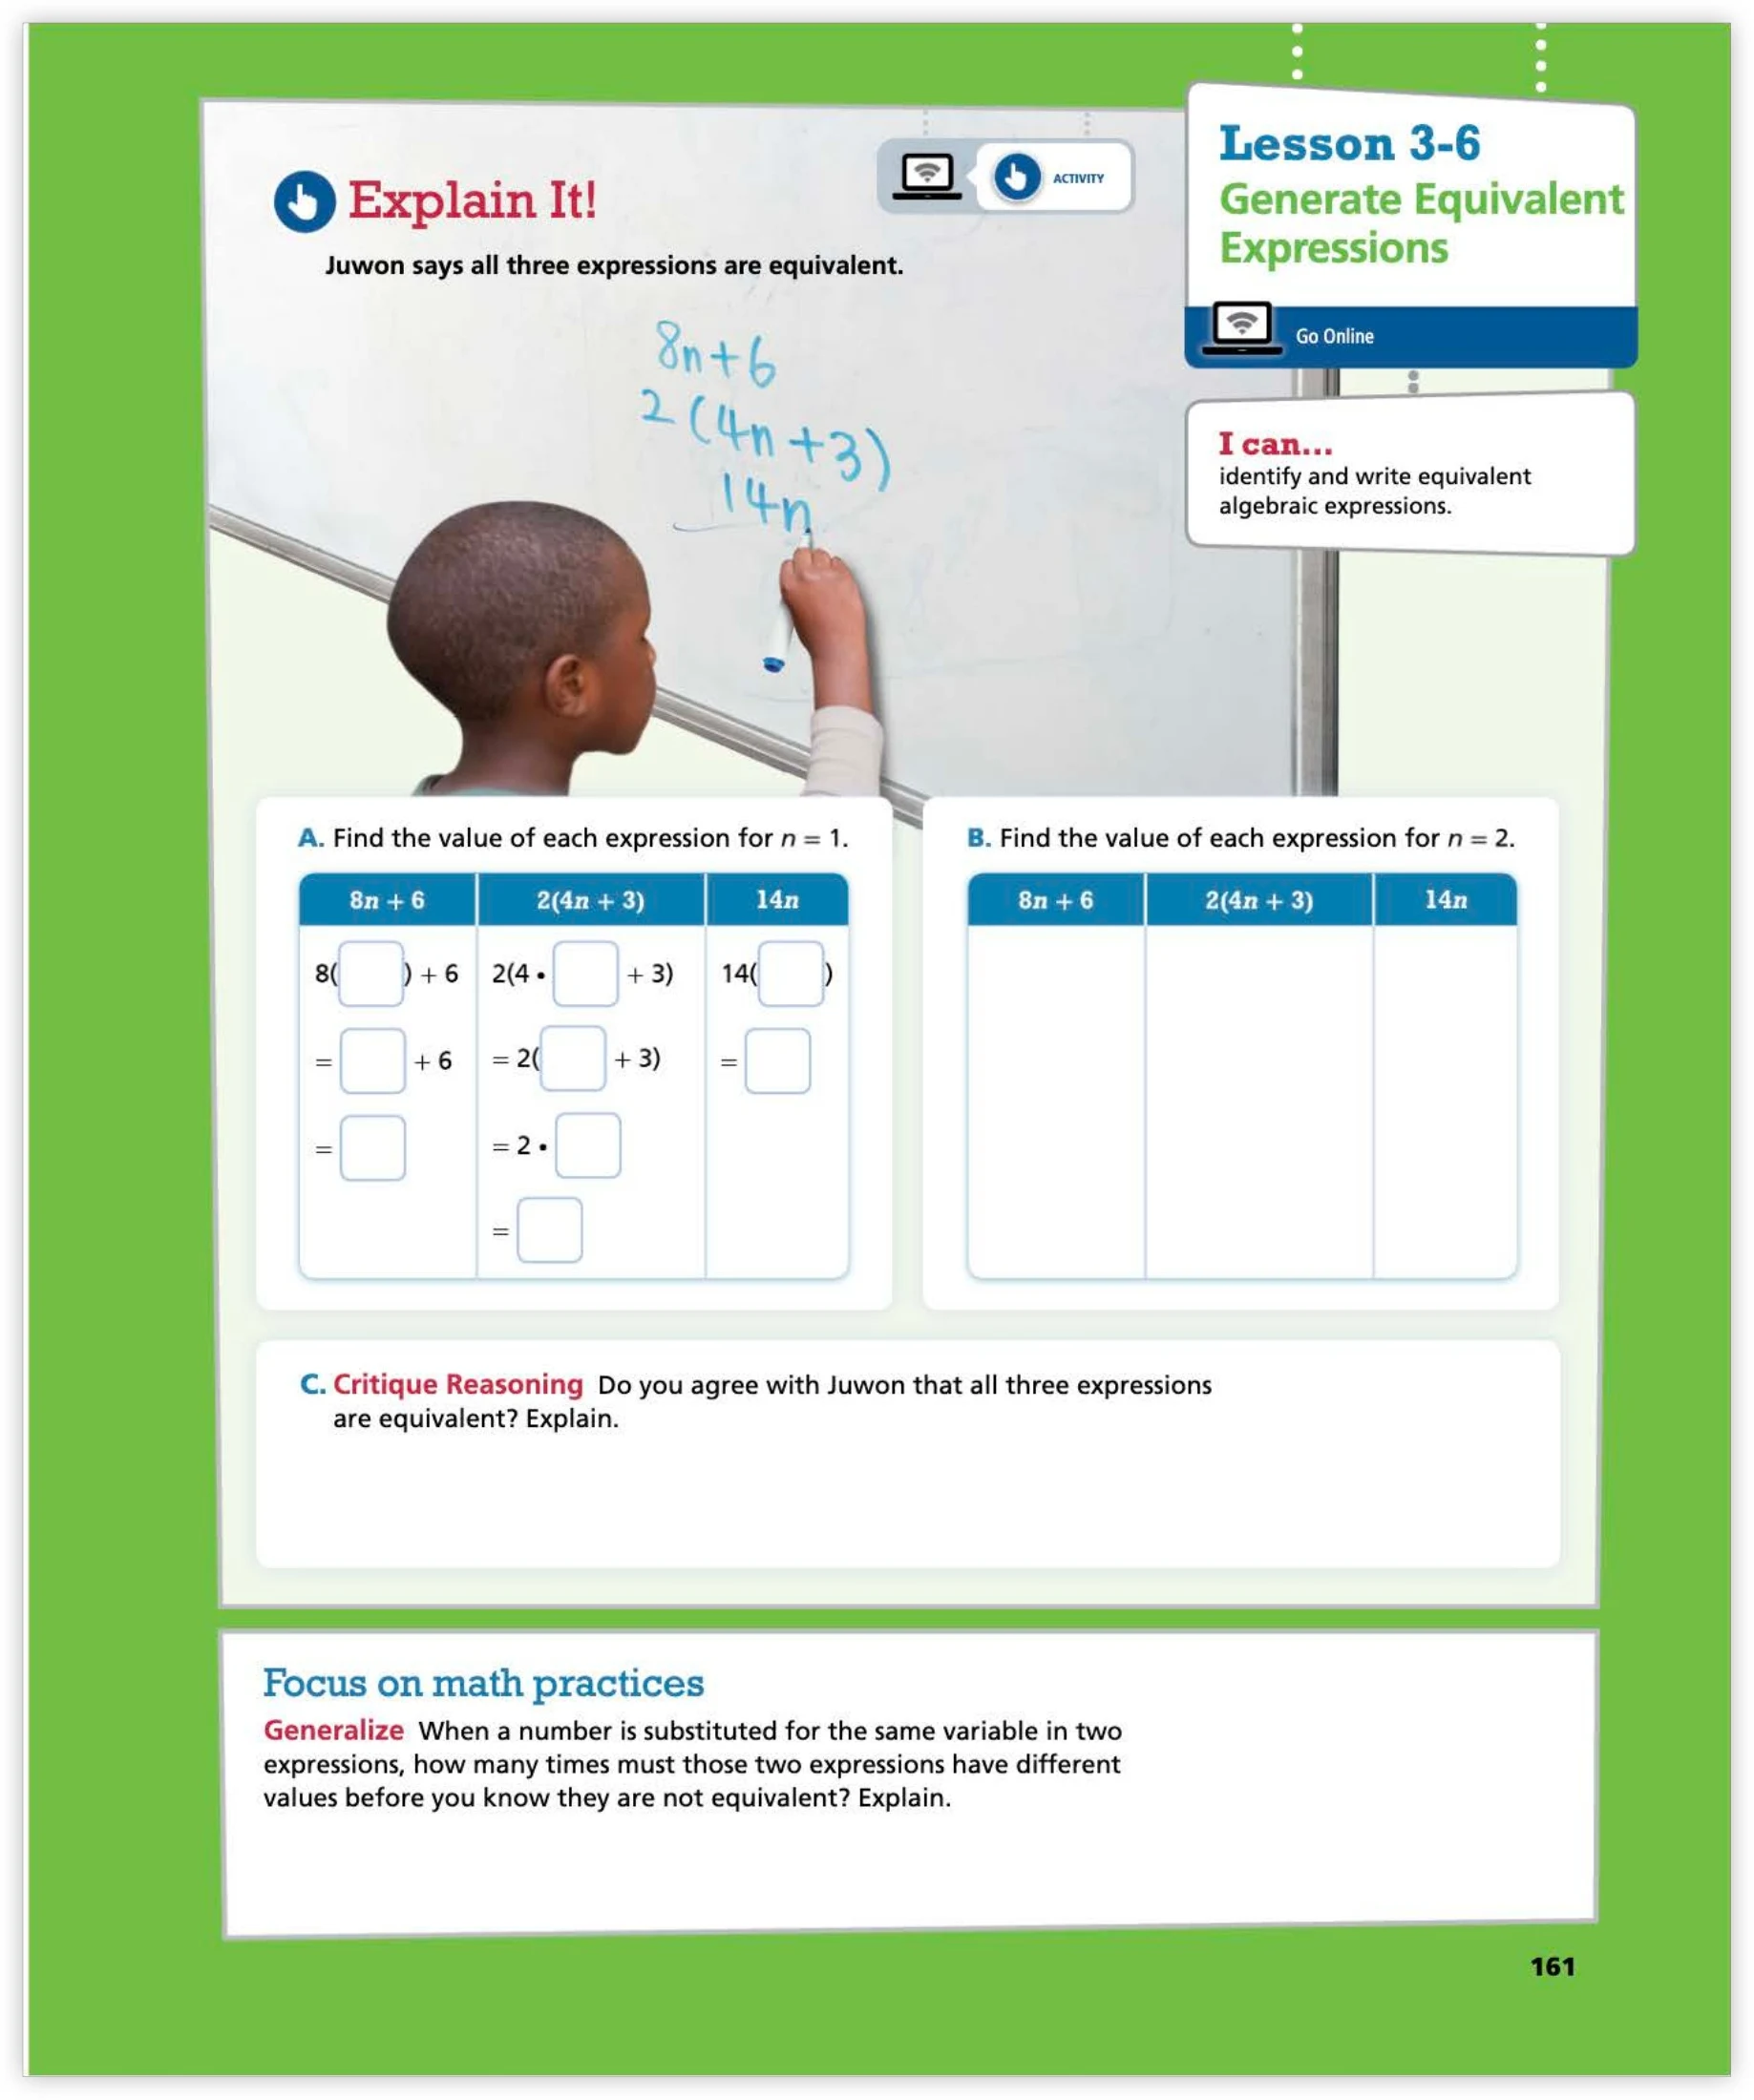 Lesson 3-6
Generate Equivalent
Expressions
Go Online
I can...
identify and write equivalent
algebraic expressions.
Explain It!
ACTIVITY
Juwon says all three expressions are equivalent.
8n+6
2(4n+3)
14n
A. Find the value of each expression for n = 1.
8n + 6 2(4n + 3) 14n
8( ) + 6 2(4 • + 3) 14( )
= + 6 = 2( + 3) =
= = 2 •
=
B. Find the value of each expression for n = 2.
8n + 6 2(4n + 3) 14n
C. Critique Reasoning Do you agree with Juwon that all three expressions
are equivalent? Explain.
Focus on math practices
Generalize When a number is substituted for the same variable in two
expressions, how many times must those two expressions have different
values before you know they are not equivalent? Explain.
161